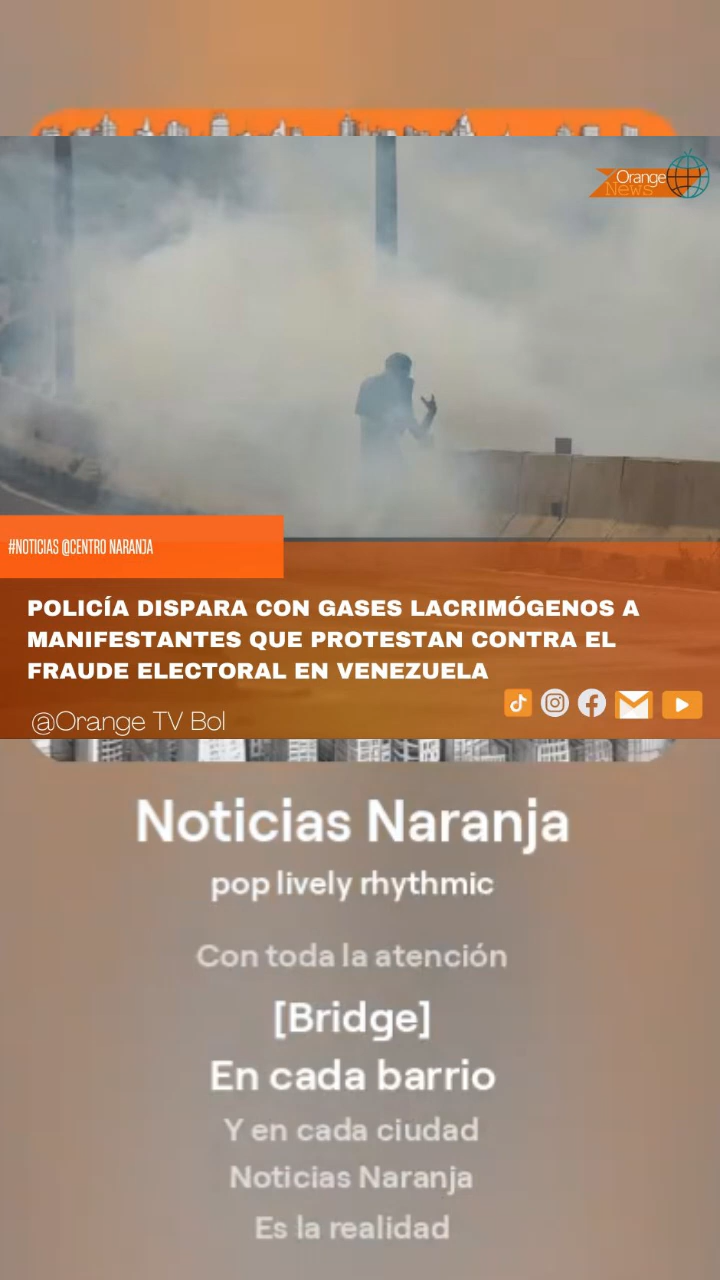 Orange
News
#NOTICIAS @CENTRO NARANJA
POLICÍA DISPARA CON GASES LACRIMÓGENOS A
MANIFESTANTES QUE PROTESTAN CONTRA EL
FRAUDE ELECTORAL EN VENEZUELA
@Orange TV Bol
Noticias Naranja
pop lively rhythmic
Con toda la atención
[Bridge]
En cada barrio
Y en cada ciudad
Noticias Naranja
Es la realidad